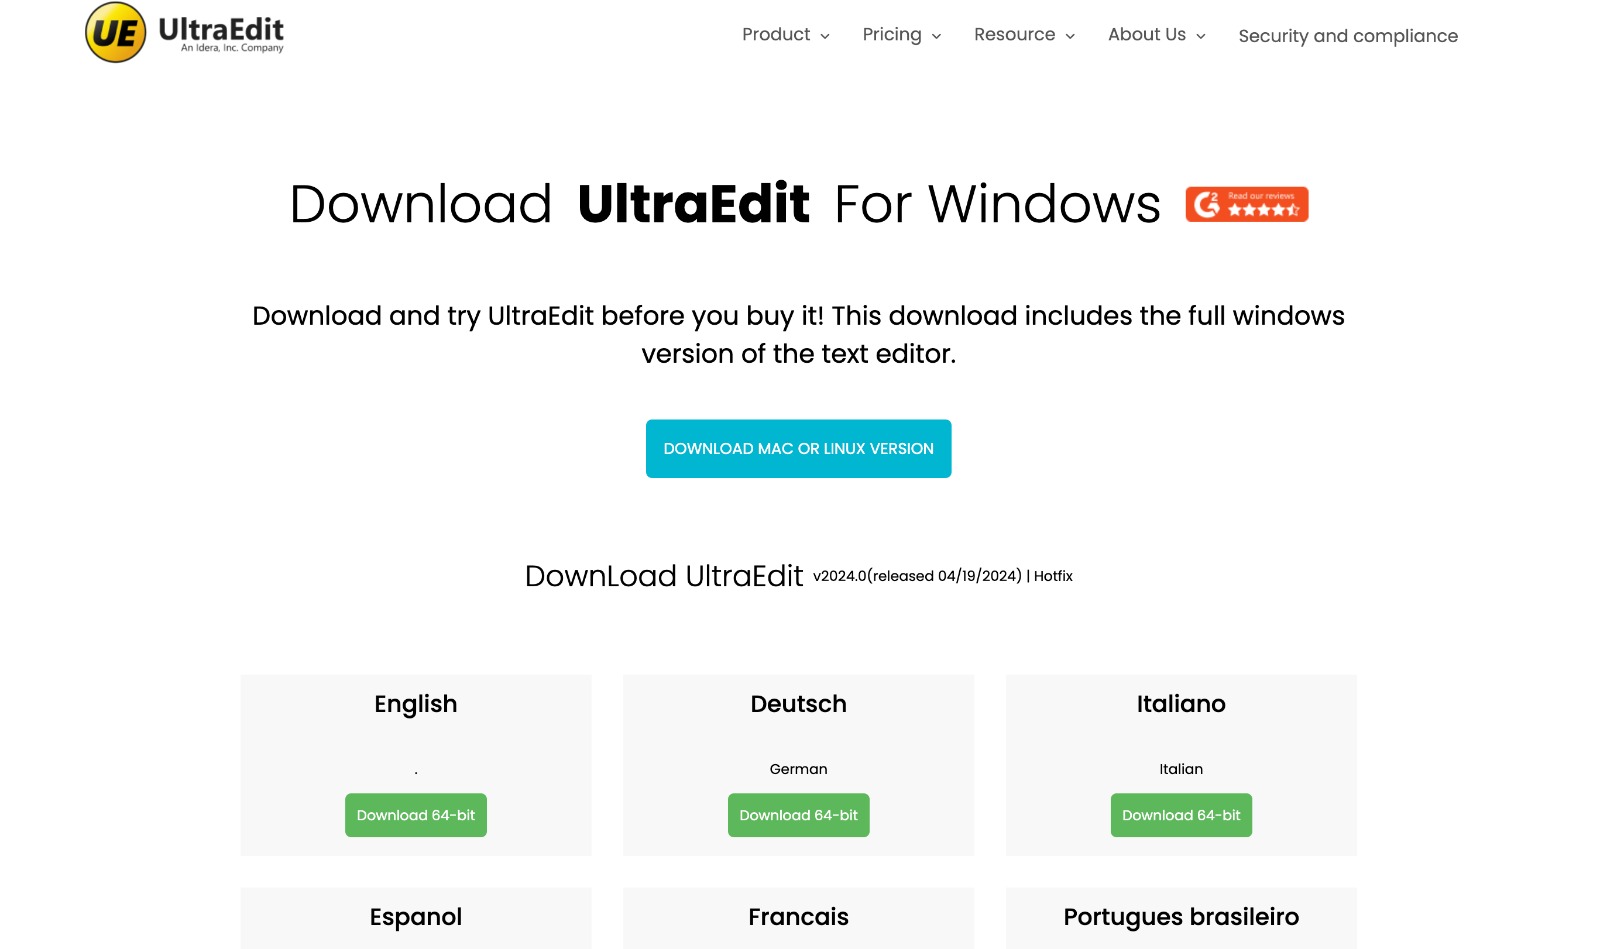 UE UltraEdit
An Idera, Inc. Company
Product Pricing Resource About Us Security and compliance
Download UltraEdit For Windows
G2 Read our reviews
Download and try UltraEdit before you buy it! This download includes the full windows
version of the text editor.
DOWNLOAD MAC OR LINUX VERSION
DownLoad UltraEdit v2024.0(released 04/19/2024) | Hotfix
English
.
Download 64-bit
Deutsch
German
Download 64-bit
Italiano
Italian
Download 64-bit
Espanol
Francais
Portugues brasileiro